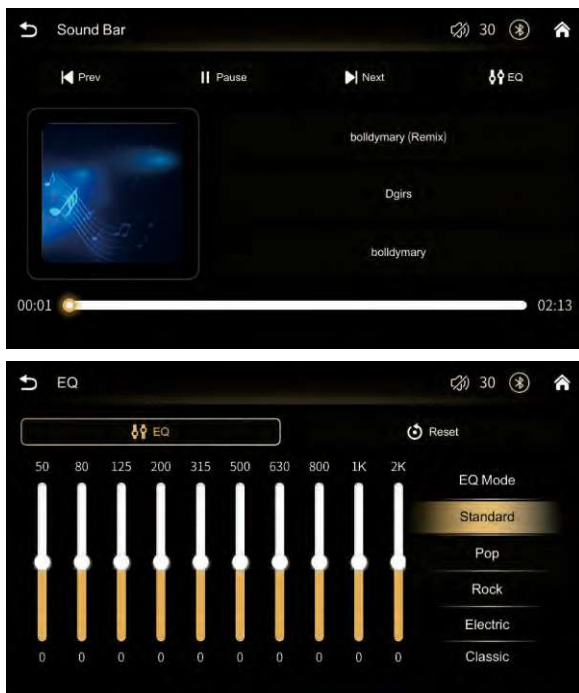 Sound Bar 30
Prev Pause Next EQ
bolldymary (Remix)
Dgirs
bolldymary
00:01 02:13
EQ 30
EQ Reset
50 80 125 200 315 500 630 800 1K 2K
EQ Mode
Standard
Pop
Rock
Electric
0 0 0 0 0 0 0 0 0 0 Classic